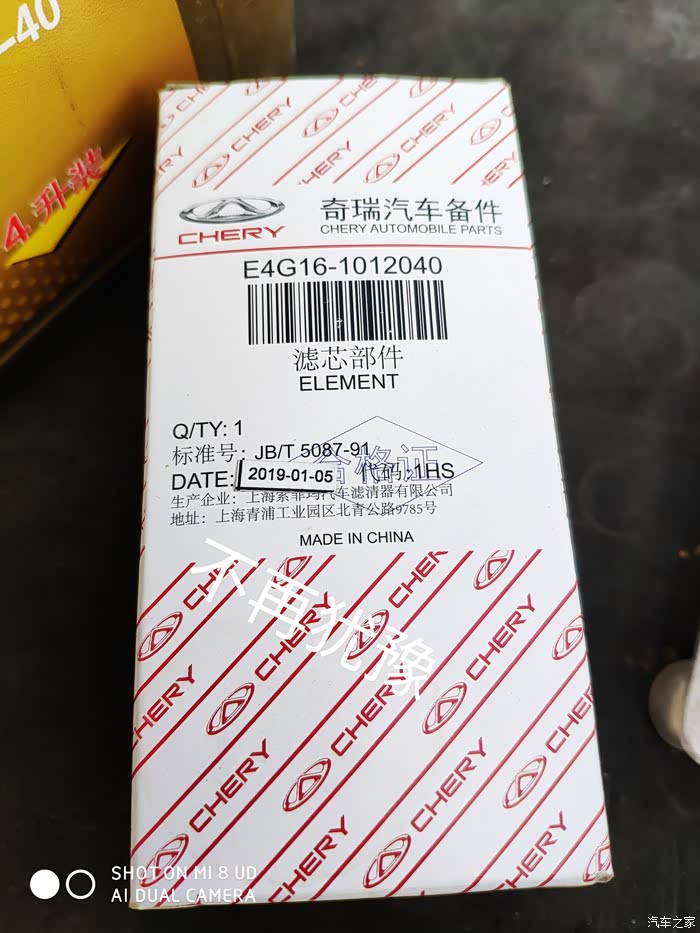 -40
4.升装
CHERY
奇瑞汽车备件
CHERY AUTOMOBILE PARTS
E4G16-1012040
滤芯部件
ELEMENT
Q/TY: 1
标准号: JB/T 5087-91
合格证
DATE: 2019-01-05 代码:1HS
生产企业: 上海索菲玛汽车滤清器有限公司
地址: 上海青浦工业园区北青公路9785号
MADE IN CHINA
不再犹豫
CHERY
CHERY
CHERY
CHERY
CHERY
CHERY
SHOT ON MI 8 UD
AI DUAL CAMERA
汽车之家